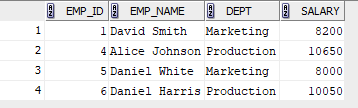 EMP_ID EMP_NAME DEPT SALARY
1 1 David Smith Marketing 8200
2 4 Alice Johnson Production 10650
3 5 Daniel White Marketing 8000
4 6 Daniel Harris Production 10050